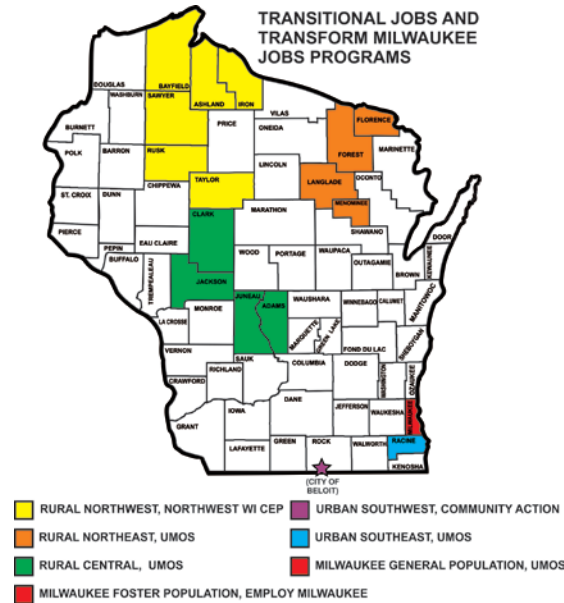 TRANSITIONAL JOBS AND
TRANSFORM MILWAUKEE
JOBS PROGRAMS
DOUGLAS
BAYFIELD
WASHBURN
SAWYER
ASHLAND
IRON
VILAS
FLORENCE
BURNETT
PRICE
ONEIDA
FOREST
MARINETTE
POLK
BARRON
RUSK
LINCOLN
LANGLADE
OCONTO
CHIPPEWA
TAYLOR
ST. CROIX
DUNN
MENOMINEE
CLARK
MARATHON
SHAWANO
PIERCE
PEPIN
EAU CLAIRE
DOOR
BUFFALO
TREMPEALEAU
WOOD
PORTAGE
WAUPACA
OUTAGAMIE
BROWN
KEWAUNEE
JACKSON
JUNEAU
ADAMS
WAUSHARA
WINNEBAGO
CALUMET
MANITOWOC
LA CROSSE
MONROE
MARQUETTE
GREEN LAKE
FOND DU LAC
SHEBOYGAN
VERNON
SAUK
COLUMBIA
DODGE
WASHINGTON
OZAUKEE
RICHLAND
CRAWFORD
DANE
IOWA
JEFFERSON
WAUKESHA
MILWAUKEE
GRANT
LAFAYETTE
GREEN
ROCK
WALWORTH
RACINE
KENOSHA
(CITY OF
BELOIT)
RURAL NORTHWEST, NORTHWEST WI CEP
URBAN SOUTHWEST, COMMUNITY ACTION
RURAL NORTHEAST, UMOS
URBAN SOUTHEAST, UMOS
RURAL CENTRAL, UMOS
MILWAUKEE GENERAL POPULATION, UMOS
MILWAUKEE FOSTER POPULATION, EMPLOY MILWAUKEE